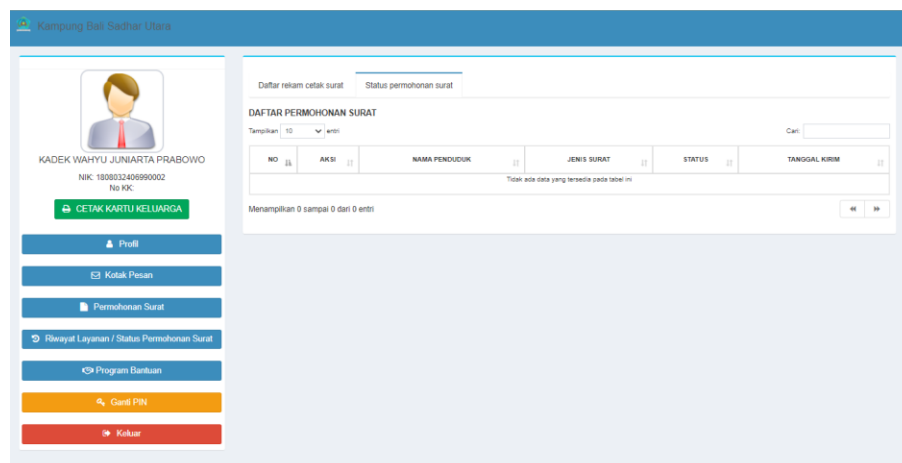 Kampung Bali Sadhar Utara
KADEK WAHYU JUNIARTA PRABOWO
NIK: 1808032406990002
No KK:
CETAK KARTU KELUARGA
Profil
Kotak Pesan
Permohonan Surat
Riwayat Layanan / Status Permohonan Surat
Program Bantuan
Ganti PIN
Keluar
Daftar rekam cetak surat Status permohonan surat
DAFTAR PERMOHONAN SURAT
Tampilkan 10 entri Cari:
NO AKSI NAMA PENDUDUK JENIS SURAT STATUS TANGGAL KIRIM
Tidak ada data yang tersedia pada tabel ini
Menampilkan 0 sampai 0 dari 0 entri